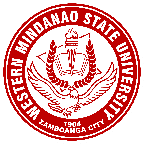 WESTERN MINDANAO STATE UNIVERSITY
1904
ZAMBOANGA CITY